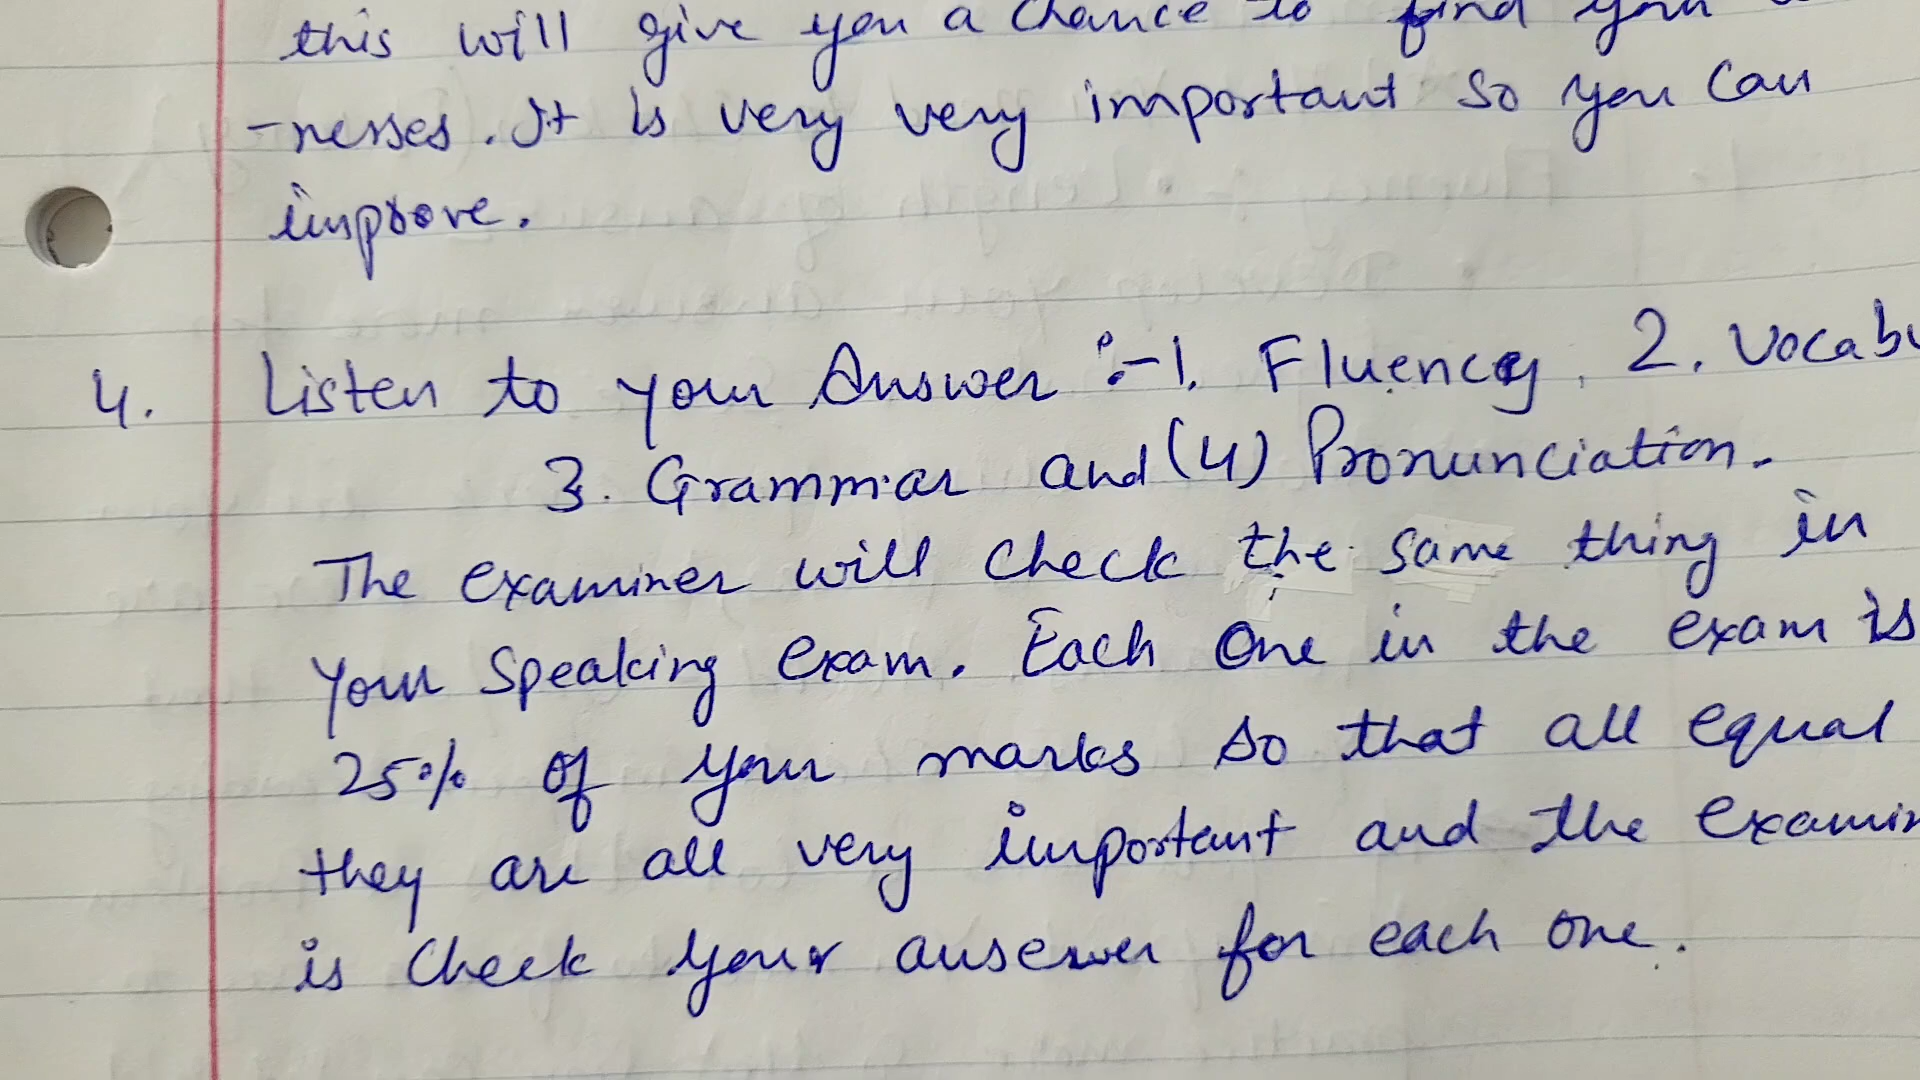 this will give you a chance to find your
-nesses. It is very very important so you can
improve.
4. Listen to your Answer :- 1. Fluency, 2. Vocabu
3. Grammar and (4) Pronunciation.
The examiner will check the same thing in
your speaking exam. Each one in the exam is
25% of your marks so that all equal
they are all very important and the examin
is check your answer for each one.